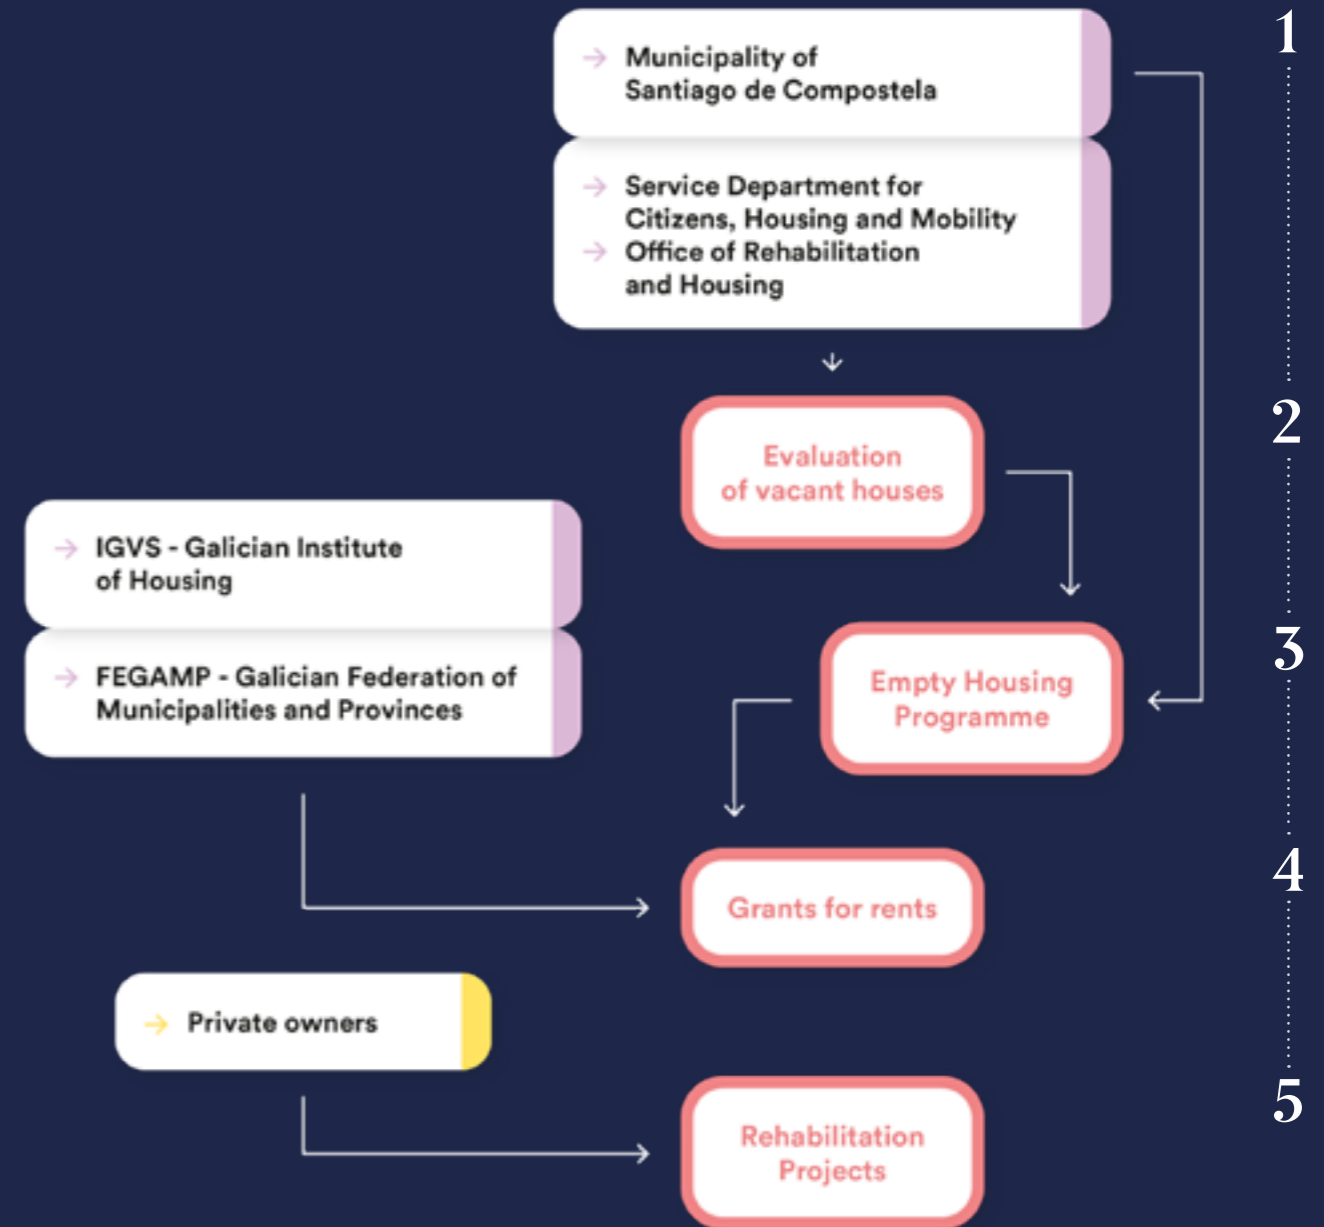 1
→ Municipality of
Santiago de Compostela
→ Service Department for
Citizens, Housing and Mobility
→ Office of Rehabilitation
and Housing
2
Evaluation
of vacant houses
→ IGVS - Galician Institute
of Housing
→ FEGAMP - Galician Federation of
Municipalities and Provinces
3
Empty Housing
Programme
4
Grants for rents
→ Private owners
5
Rehabilitation
Projects